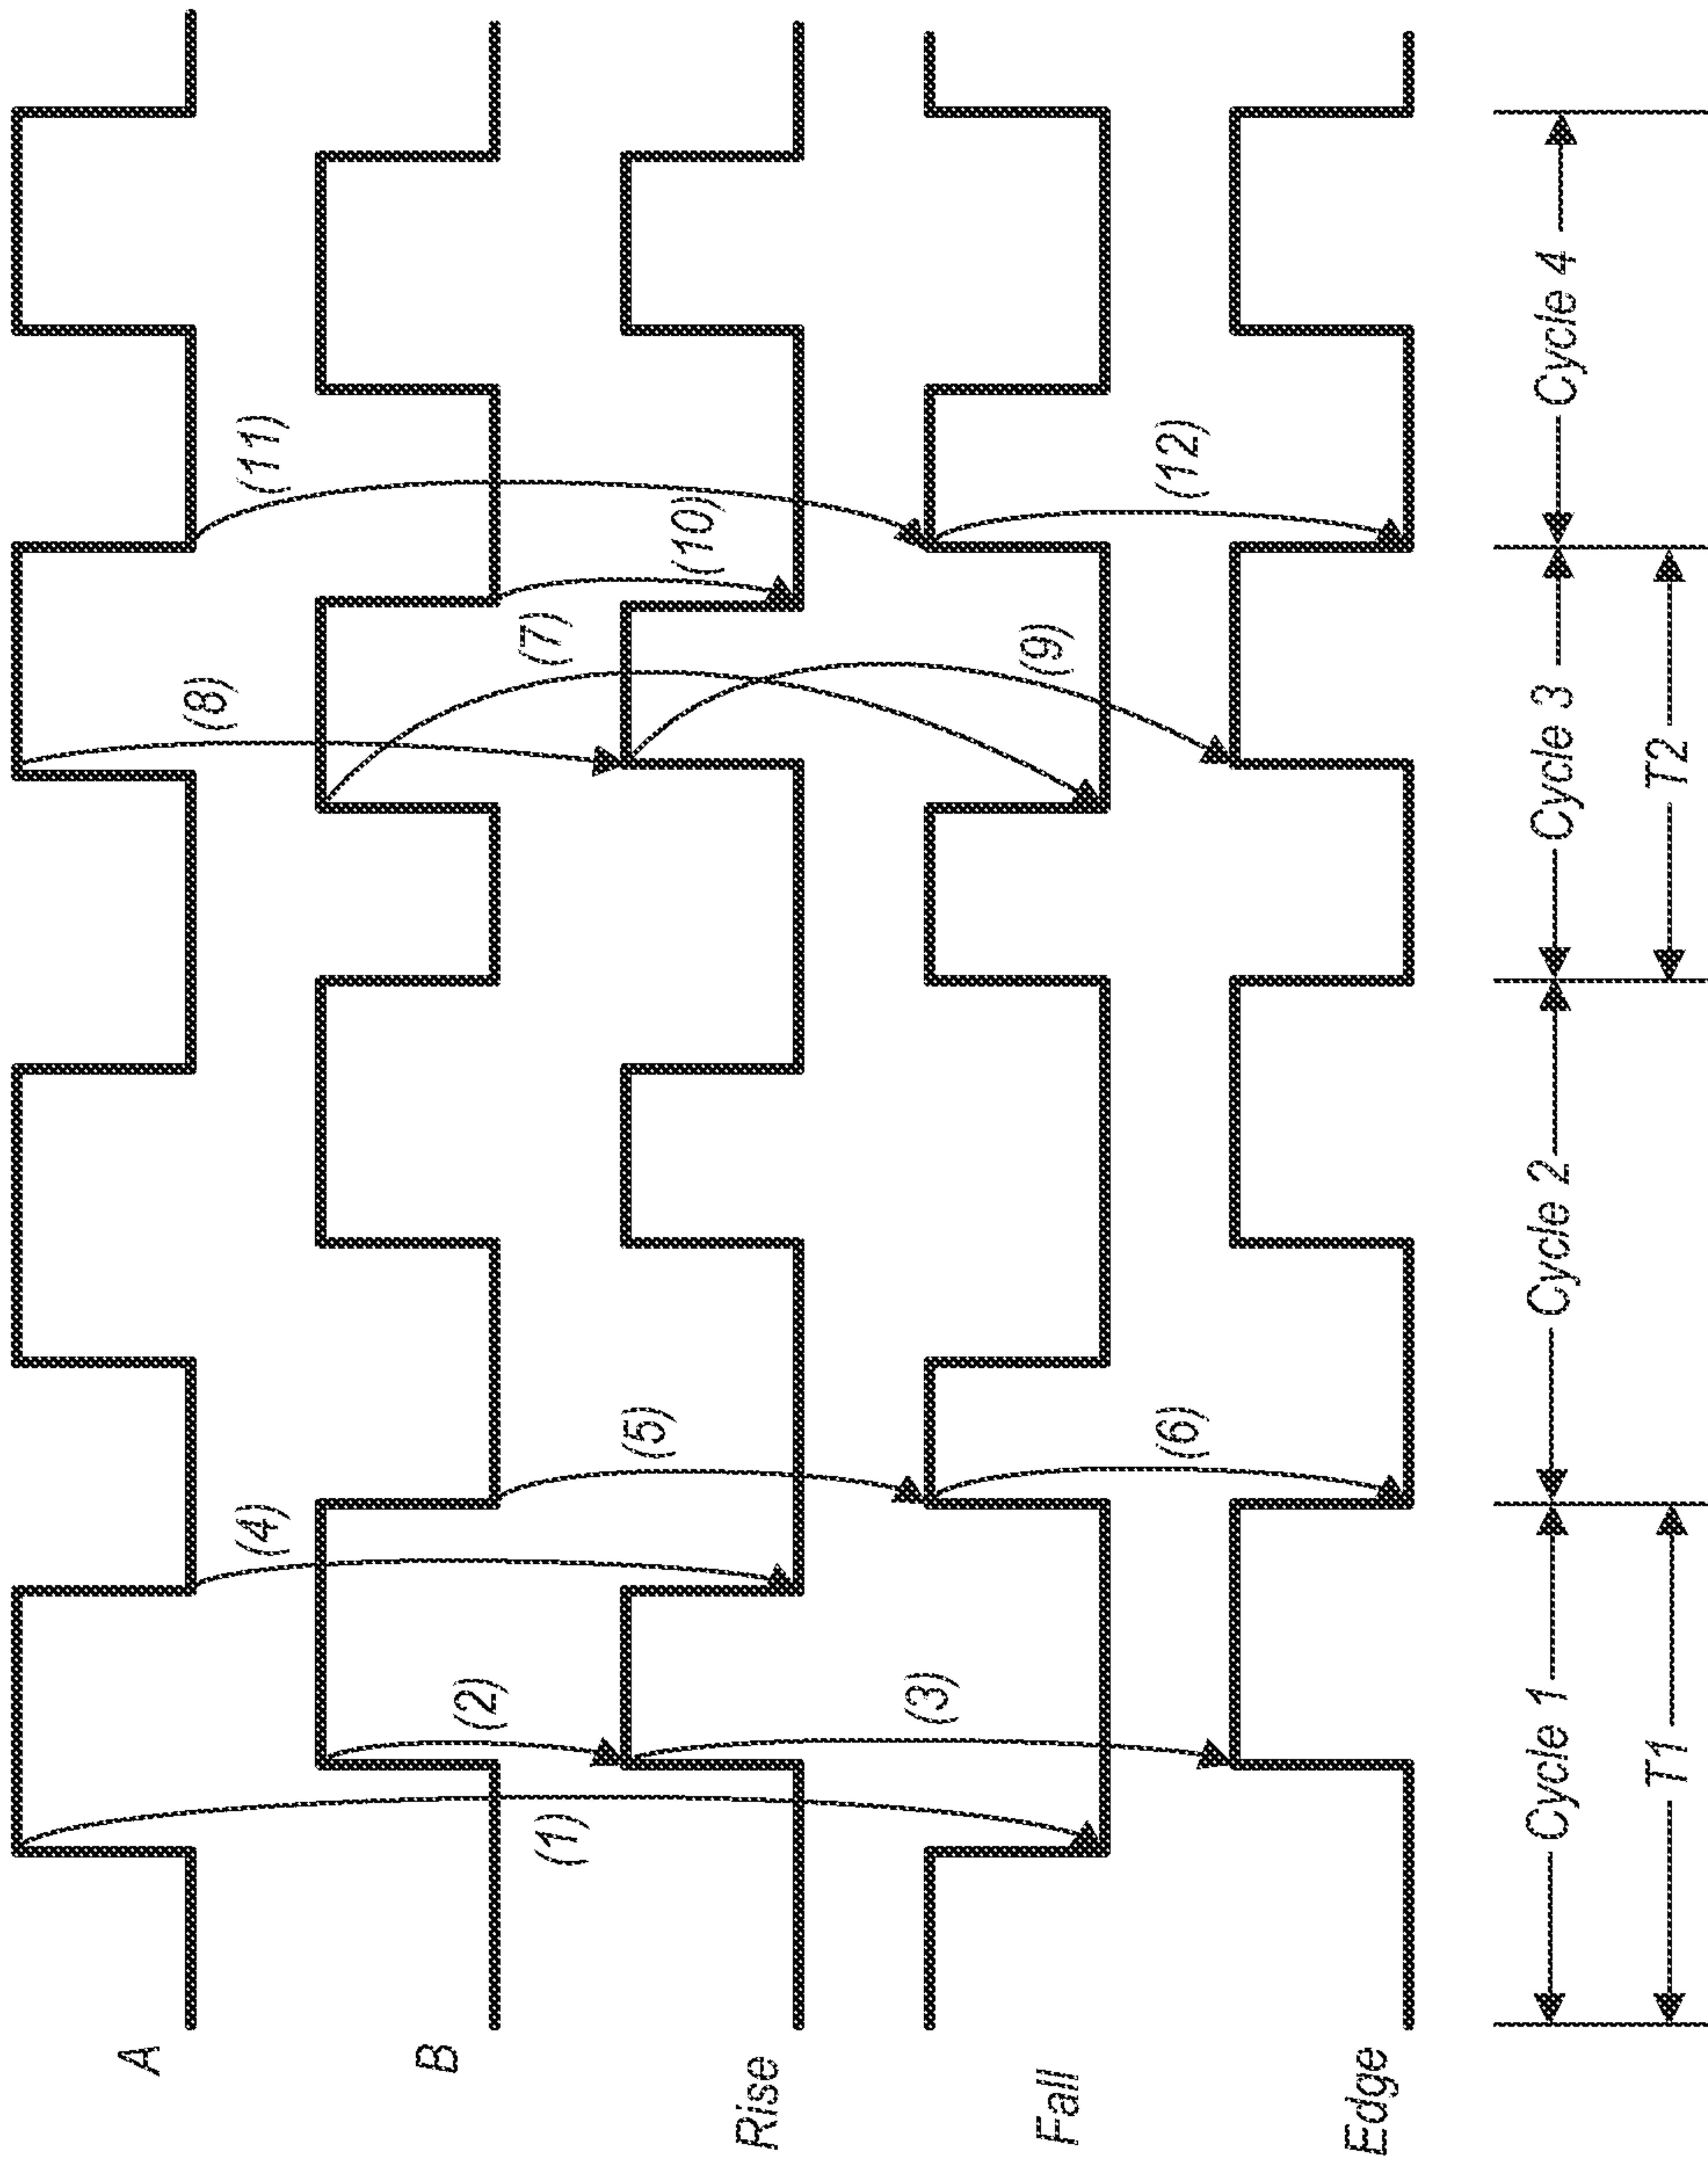 A
B
Rise
Fall
Edge
(1)
(2)
(3)
(4)
(5)
(6)
(7)
(8)
(9)
(10)
(11)
(12)
Cycle 1
Cycle 2
Cycle 3
Cycle 4
T1
T2